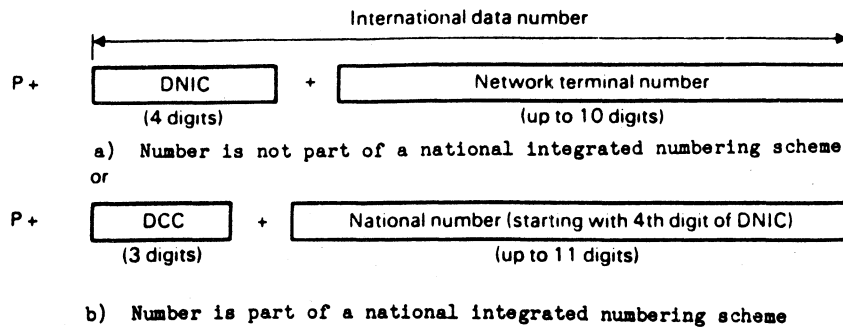 International data number
P + DNIC + Network terminal number
(4 digits) (up to 10 digits)
a) Number is not part of a national integrated numbering scheme
or
P + DCC + National number (starting with 4th digit of DNIC)
(3 digits) (up to 11 digits)
b) Number is part of a national integrated numbering scheme